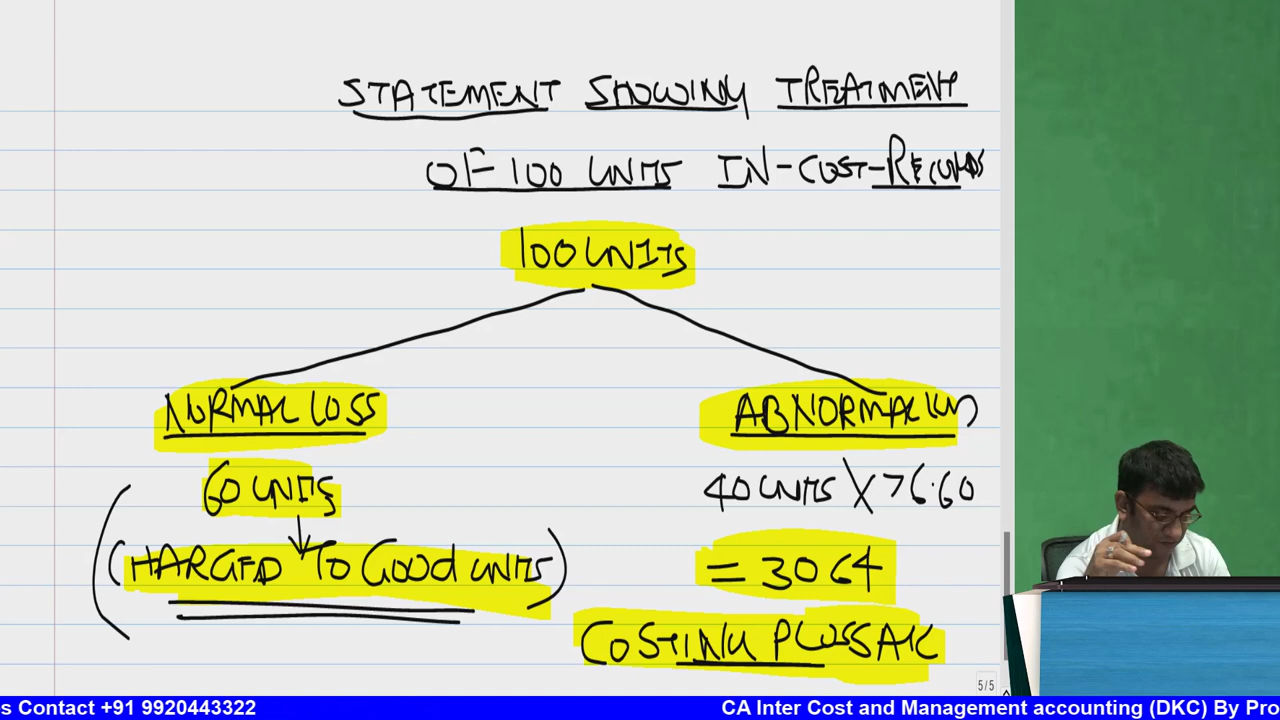 STATEMENT SHOWING TREATMENT
OF 100 UNITS IN-COST-RECORDS
100 UNITS
NORMAL LOSS
ABNORMAL LOSS
60 UNITS
40 UNITS X 76.60
(CHARGED TO GOOD UNITS)
= 3064
COSTING P LOSS A/C
5/5
s Contact +91 9920443322
CA Inter Cost and Management accounting (DKC) By Pro